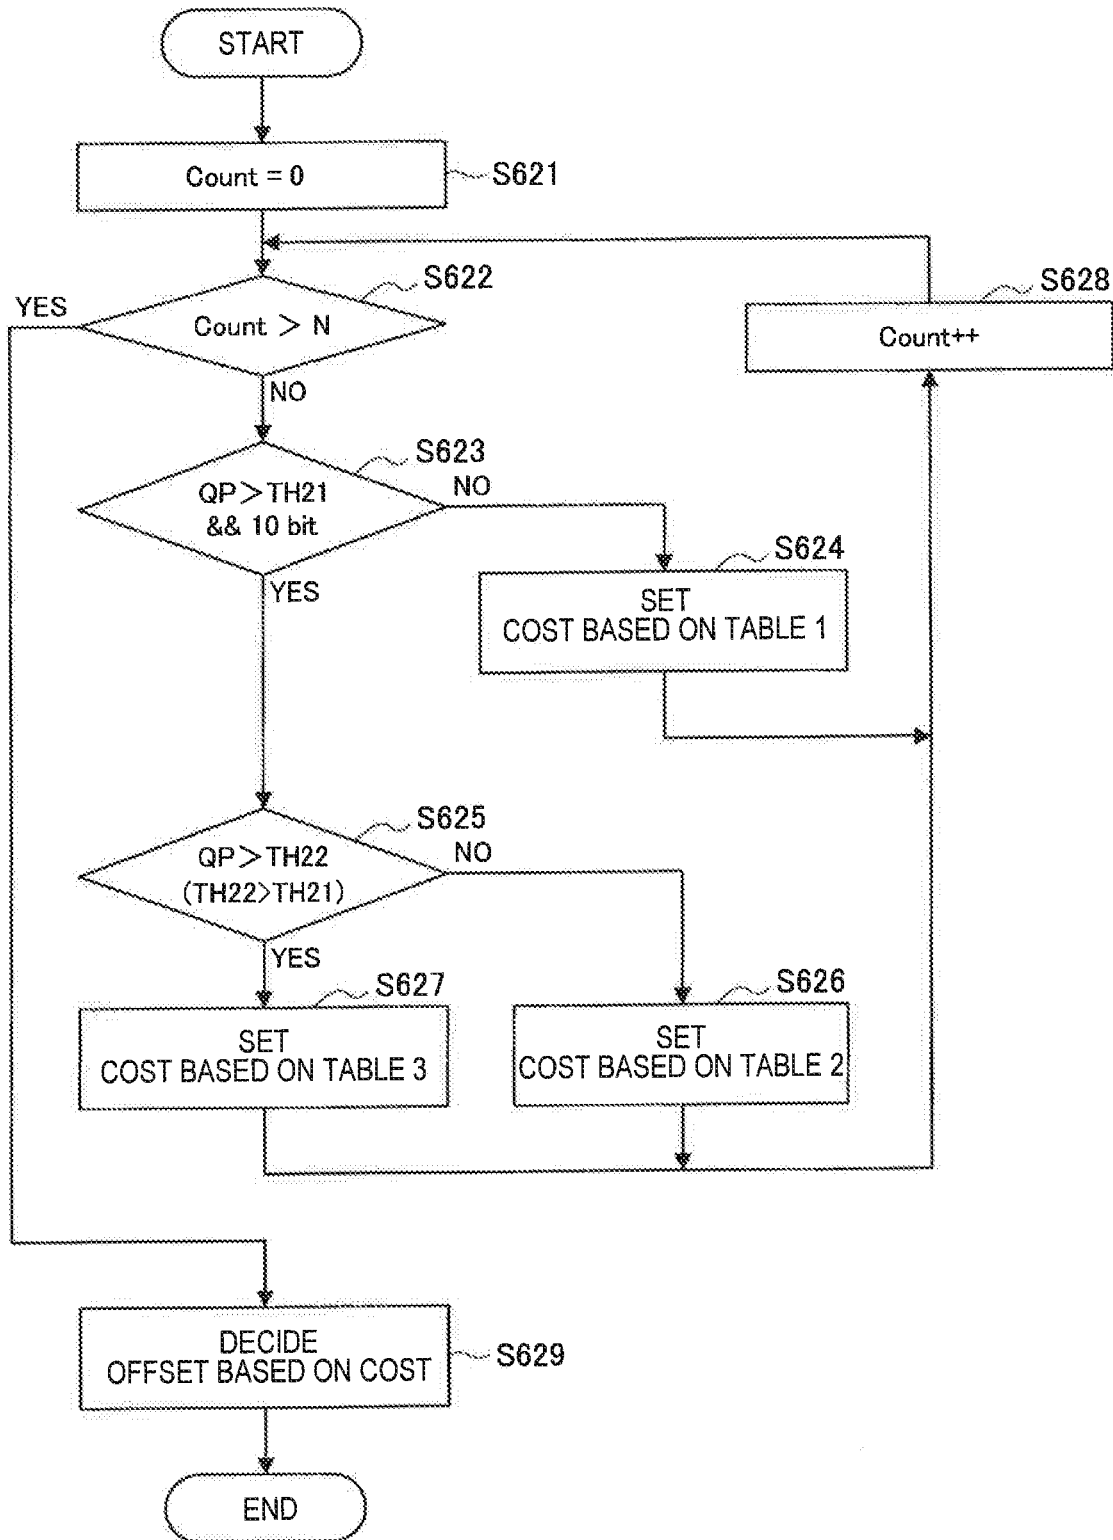 START
Count = 0
S621
S622
YES
Count > N
NO
S628
Count++
S623
QP>TH21
&& 10 bit
NO
YES
S624
SET
COST BASED ON TABLE 1
S625
QP>TH22
(TH22>TH21)
NO
YES
S627
SET
COST BASED ON TABLE 3
S626
SET
COST BASED ON TABLE 2
DECIDE
OFFSET BASED ON COST
S629
END